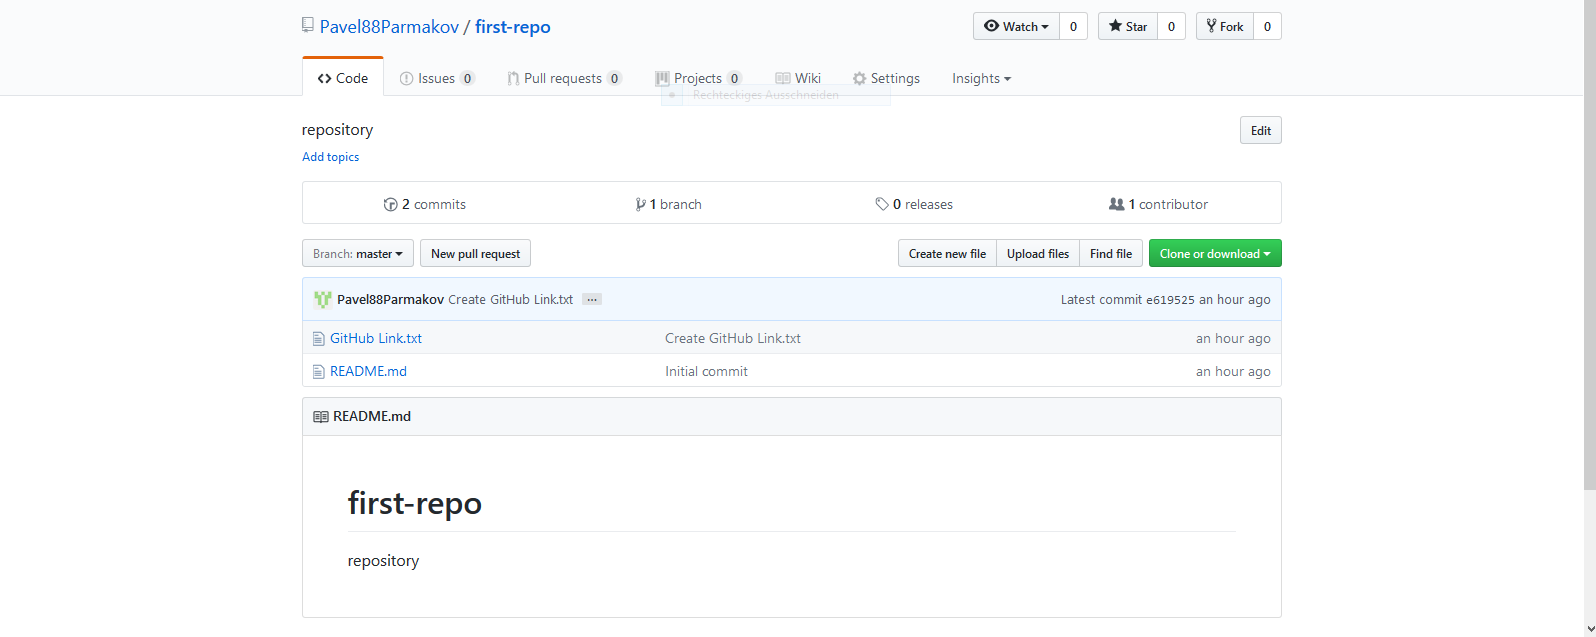 Pavel88Parmakov / first-repo
Watch 0 Star 0 Fork 0
Code Issues 0 Pull requests 0 Projects 0 Wiki Settings Insights
Rechteckiges Ausschneiden
repository Edit
Add topics
2 commits 1 branch 0 releases 1 contributor
Branch: master New pull request Create new file Upload files Find file Clone or download
Pavel88Parmakov Create GitHub Link.txt ... Latest commit e619525 an hour ago
GitHub Link.txt Create GitHub Link.txt an hour ago
README.md Initial commit an hour ago
README.md
first-repo
repository